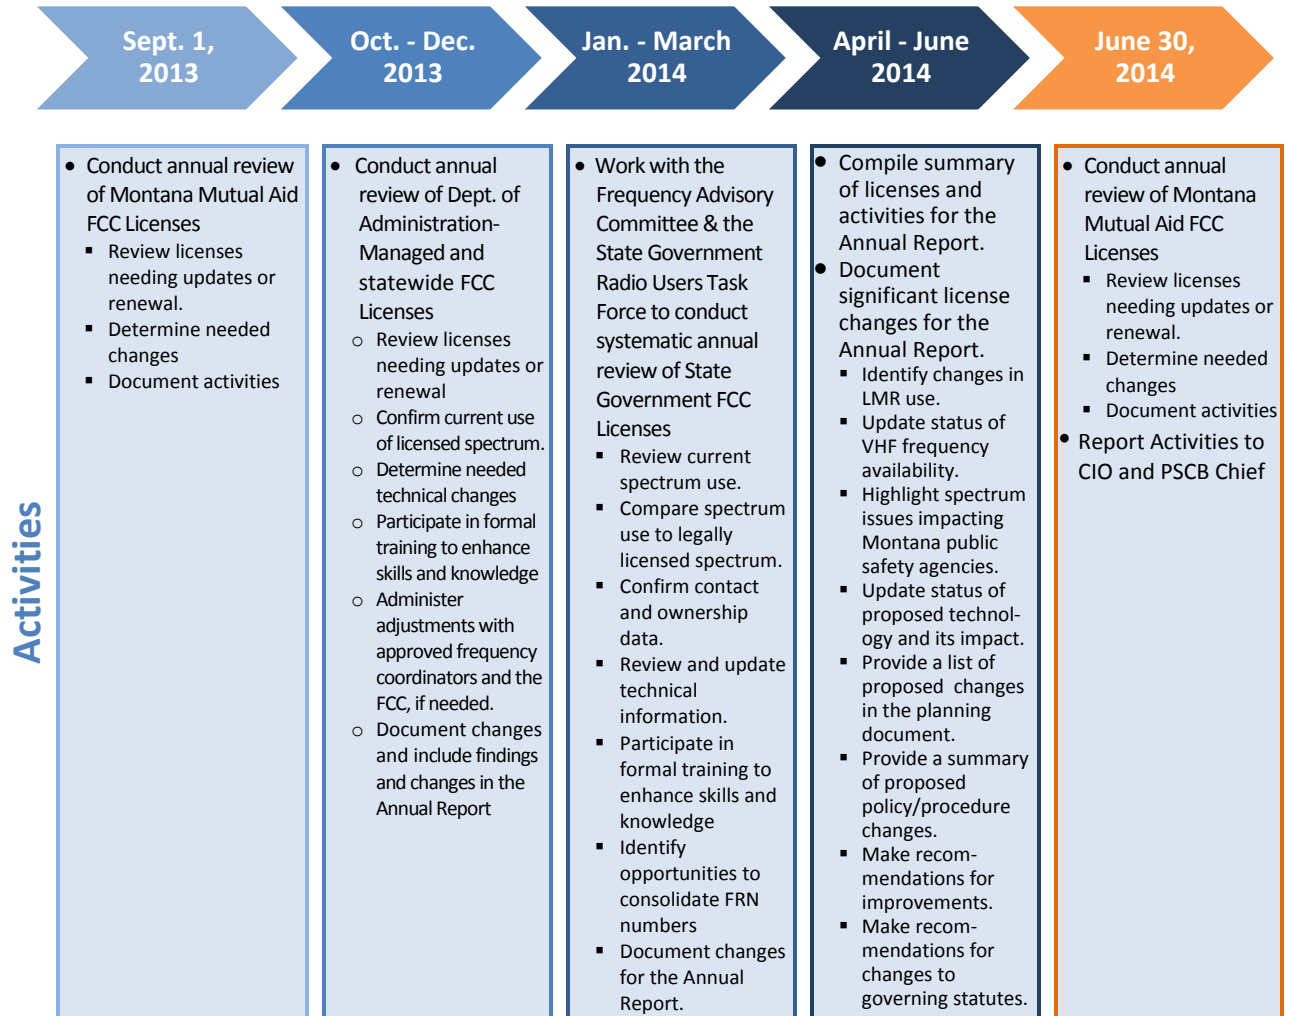 Sept. 1,
2013
Oct. - Dec.
2013
Jan. - March
2014
April - June
2014
June 30,
2014
Activities
• Conduct annual review
of Montana Mutual Aid
FCC Licenses
▪ Review licenses
needing updates or
renewal.
▪ Determine needed
changes
▪ Document activities
• Conduct annual
review of Dept. of
Administration-
Managed and
statewide FCC
Licenses
o Review licenses
needing updates or
renewal
o Confirm current use
of licensed spectrum.
o Determine needed
technical changes
o Participate in formal
training to enhance
skills and knowledge
o Administer
adjustments with
approved frequency
coordinators and the
FCC, if needed.
o Document changes
and include findings
and changes in the
Annual Report
• Work with the
Frequency Advisory
Committee & the
State Government
Radio Users Task
Force to conduct
systematic annual
review of State
Government FCC
Licenses
▪ Review current
spectrum use.
▪ Compare spectrum
use to legally
licensed spectrum.
▪ Confirm contact
and ownership
data.
▪ Review and update
technical
information.
▪ Participate in
formal training to
enhance skills and
knowledge
▪ Identify
opportunities to
consolidate FRN
numbers
▪ Document changes
for the Annual
Report.
• Compile summary
of licenses and
activities for the
Annual Report.
• Document
significant license
changes for the
Annual Report.
▪ Identify changes in
LMR use.
▪ Update status of
VHF frequency
availability.
▪ Highlight spectrum
issues impacting
Montana public
safety agencies.
▪ Update status of
proposed technol-
ogy and its impact.
▪ Provide a list of
proposed changes
in the planning
document.
▪ Provide a summary
of proposed
policy/procedure
changes.
▪ Make recom-
mendations for
improvements.
▪ Make recom-
mendations for
changes to
governing statutes.
• Conduct annual
review of Montana
Mutual Aid FCC
Licenses
▪ Review licenses
needing updates or
renewal.
▪ Determine needed
changes
▪ Document activities
• Report Activities to
CIO and PSCB Chief